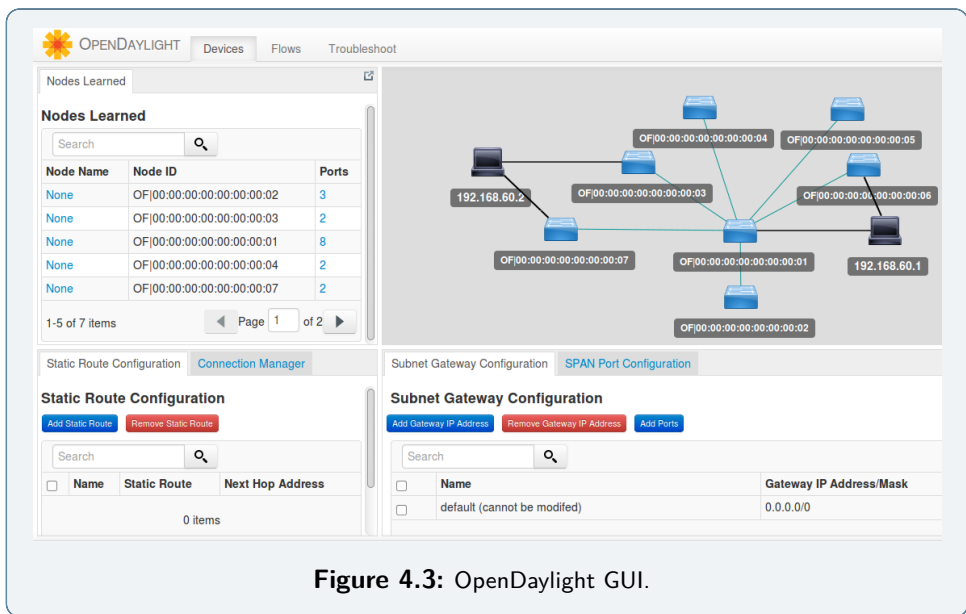 OPENDAYLIGHT
Devices Flows Troubleshoot
Nodes Learned
Nodes Learned
Search
Node Name Node ID Ports
None OF|00:00:00:00:00:00:00:02 3
None OF|00:00:00:00:00:00:00:03 2
None OF|00:00:00:00:00:00:00:01 8
None OF|00:00:00:00:00:00:00:04 2
None OF|00:00:00:00:00:00:00:07 2
1-5 of 7 items Page 1 of 2
OF|00:00:00:00:00:00:00:04
OF|00:00:00:00:00:00:00:05
192.168.60.2
OF|00:00:00:00:00:00:00:03
OF|00:00:00:00:00:00:00:06
OF|00:00:00:00:00:00:00:07
OF|00:00:00:00:00:00:00:01
192.168.60.1
OF|00:00:00:00:00:00:00:02
Static Route Configuration Connection Manager
Static Route Configuration
Add Static Route Remove Static Route
Search
Name Static Route Next Hop Address
0 items
Subnet Gateway Configuration SPAN Port Configuration
Subnet Gateway Configuration
Add Gateway IP Address Remove Gateway IP Address Add Ports
Search
Name Gateway IP Address/Mask
default (cannot be modifed) 0.0.0.0/0
Figure 4.3: OpenDaylight GUI.